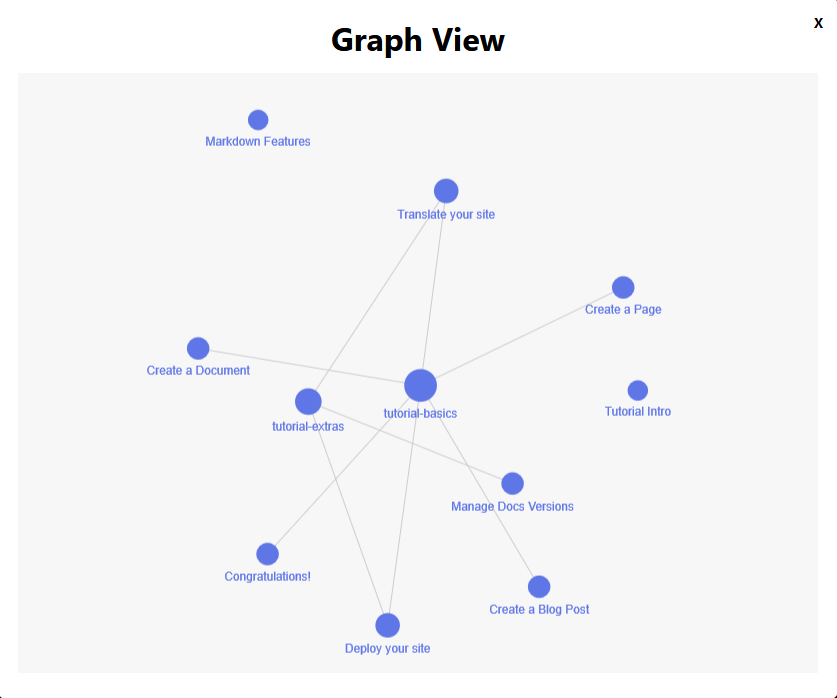 x
Graph View
Markdown Features
Translate your site
Create a Page
Create a Document
tutorial-extras
tutorial-basics
Tutorial Intro
Manage Docs Versions
Congratulations!
Create a Blog Post
Deploy your site